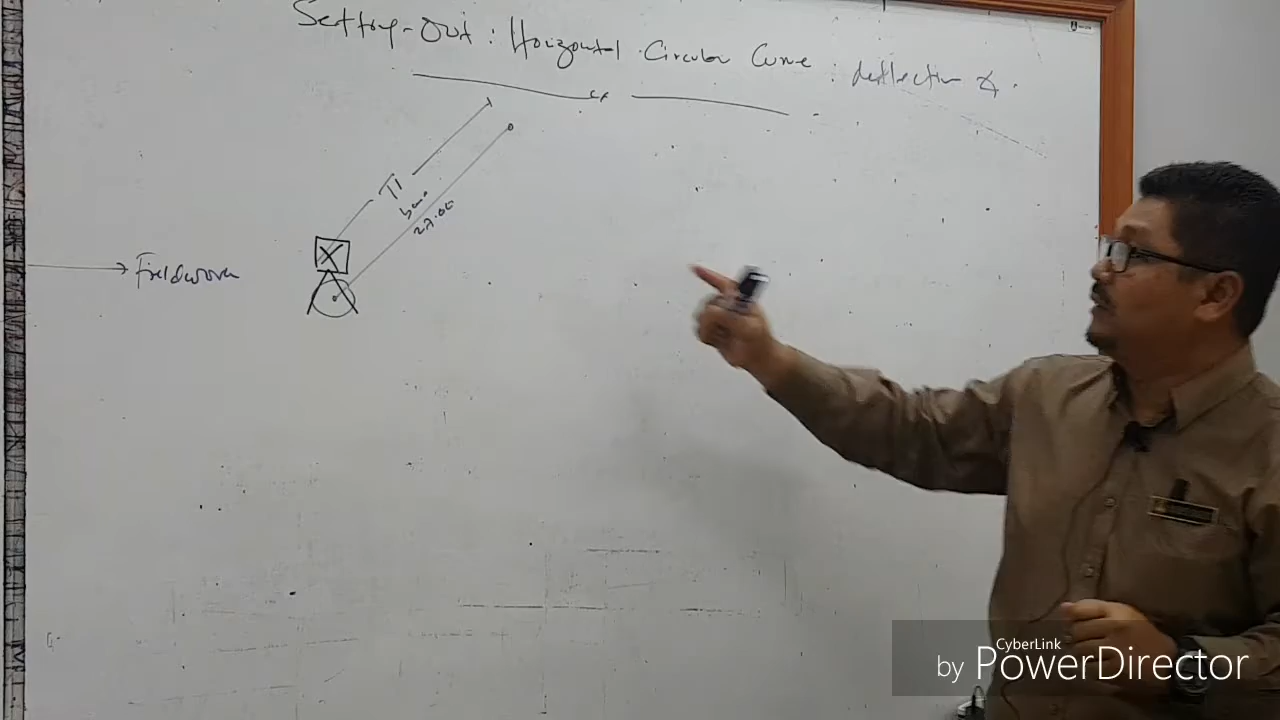 Setting-Out : Horizontal Circular Curve : deflection ∡.
T1
Fieldwork
CyberLink
by PowerDirector